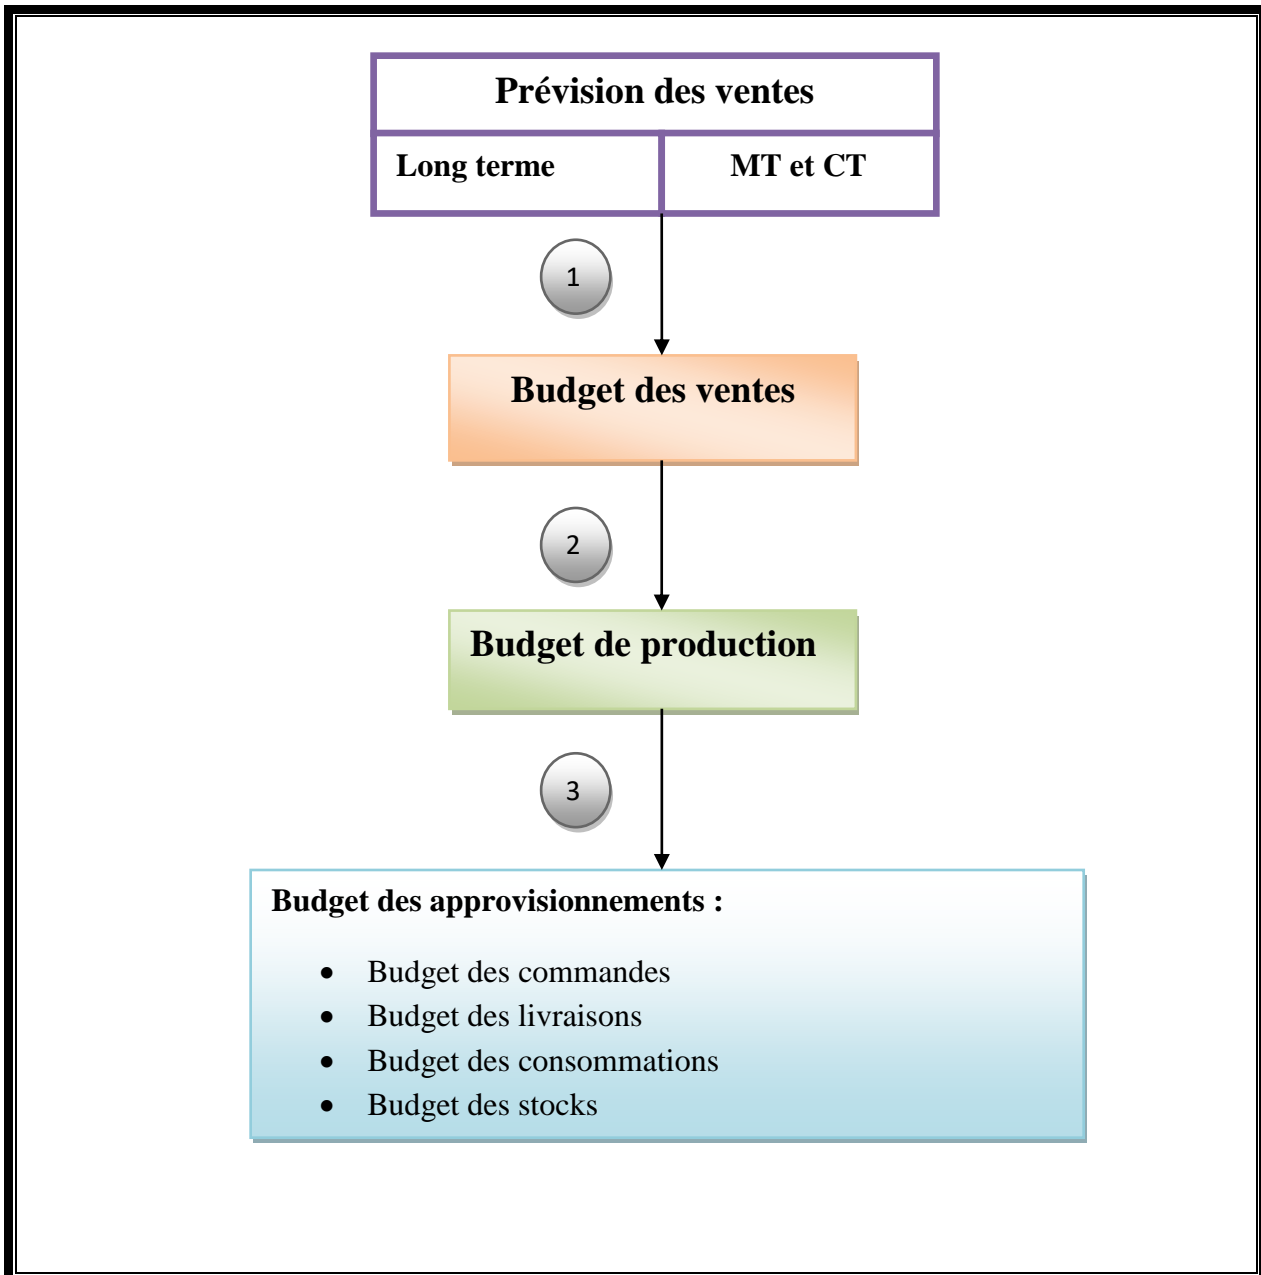 Prévision des ventes
Long terme
MT et CT
1
Budget des ventes
2
Budget de production
3
Budget des approvisionnements :
• Budget des commandes
• Budget des livraisons
• Budget des consommations
• Budget des stocks